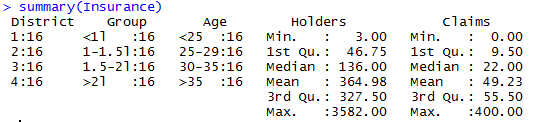 > summary(Insurance)
District Group Age Holders Claims
1:16 <1l :16 <25 :16 Min. : 3.00 Min. : 0.00
2:16 1-1.5l:16 25-29:16 1st Qu.: 46.75 1st Qu.: 9.50
3:16 1.5-2l:16 30-35:16 Median : 136.00 Median : 22.00
4:16 >2l :16 >35 :16 Mean : 364.98 Mean : 49.23
3rd Qu.: 327.50 3rd Qu.: 55.50
Max. :3582.00 Max. :400.00